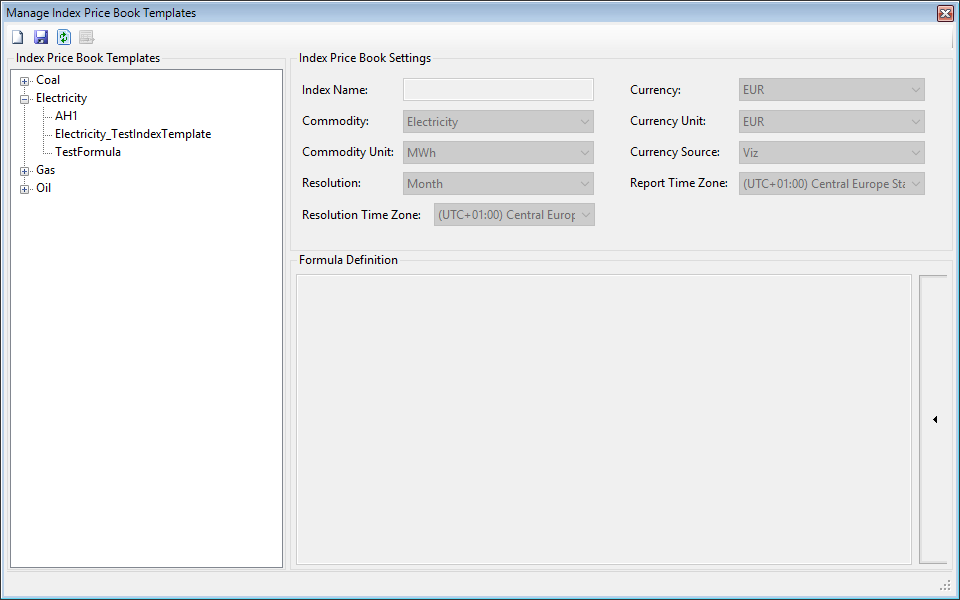 Manage Index Price Book Templates
Index Price Book Templates
Coal
Electricity
AH1
Electricity_TestIndexTemplate
TestFormula
Gas
Oil
Index Price Book Settings
Index Name:
Commodity: Electricity
Commodity Unit: MWh
Resolution: Month
Resolution Time Zone: (UTC+01:00) Central Europ
Currency: EUR
Currency Unit: EUR
Currency Source: Viz
Report Time Zone: (UTC+01:00) Central Europe Sta
Formula Definition